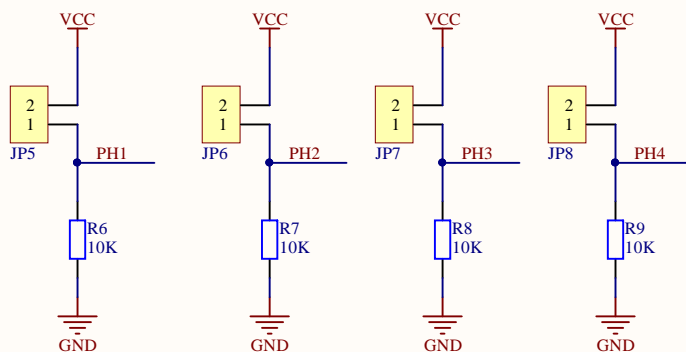 VCC VCC VCC VCC
2 2 2 2
1 1 1 1
JP5 PH1 JP6 PH2 JP7 PH3 JP8 PH4
R6 R7 R8 R9
10K 10K 10K 10K
GND GND GND GND